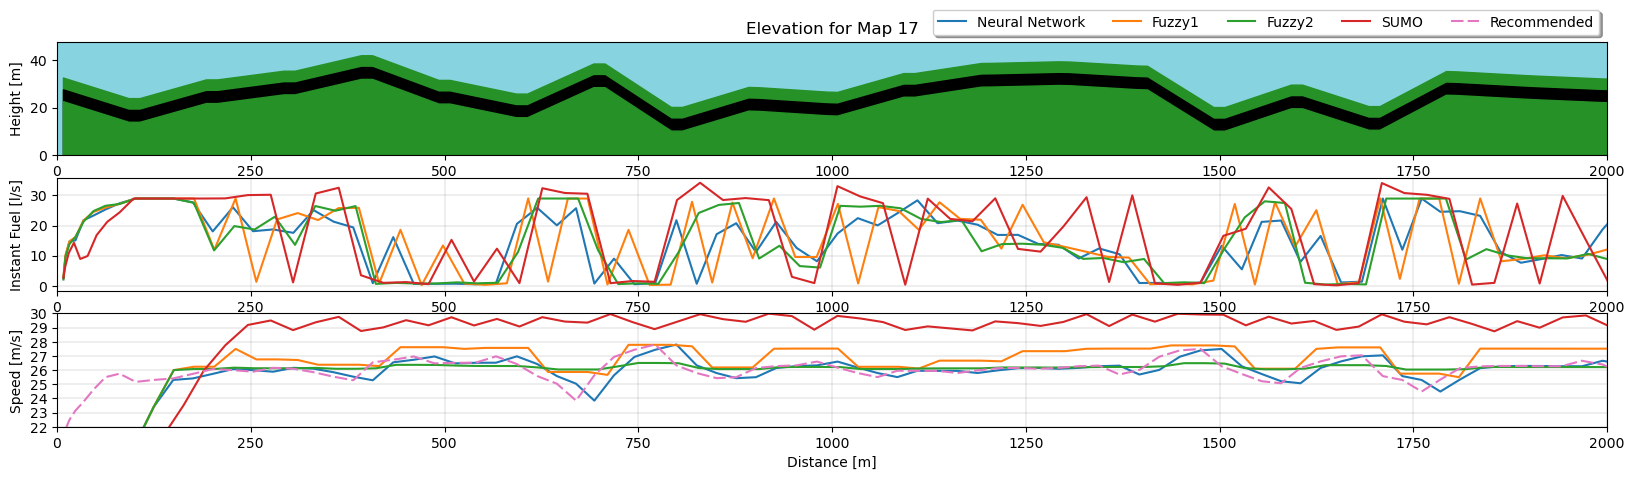 Elevation for Map 17
Neural Network Fuzzy1 Fuzzy2 SUMO Recommended
Height [m]
40
20
0
0 250 500 750 1000 1250 1500 1750 2000
Instant Fuel [l/s]
30
20
10
0
0 250 500 750 1000 1250 1500 1750 2000
Speed [m/s]
30
29
28
27
26
25
24
23
22
0 250 500 750 1000 1250 1500 1750 2000
Distance [m]